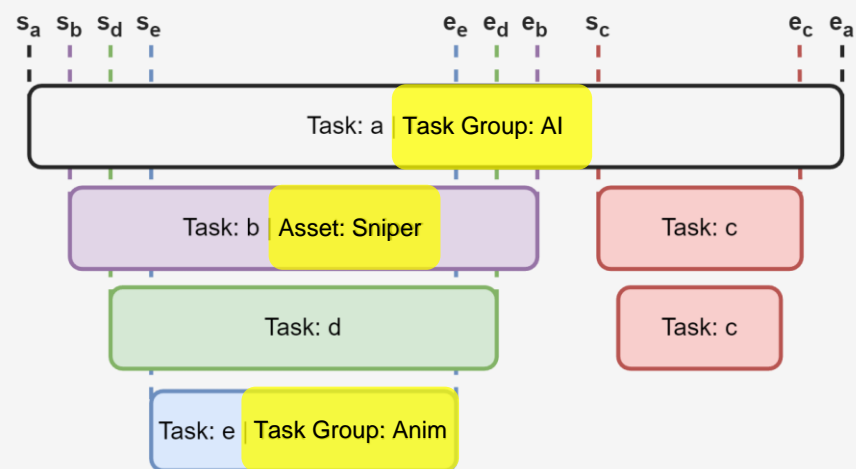 sa sb sd se ee ed eb sc ec ea
Task: a | Task Group: AI
Task: b | Asset: Sniper
Task: c
Task: d
Task: c
Task: e | Task Group: Anim